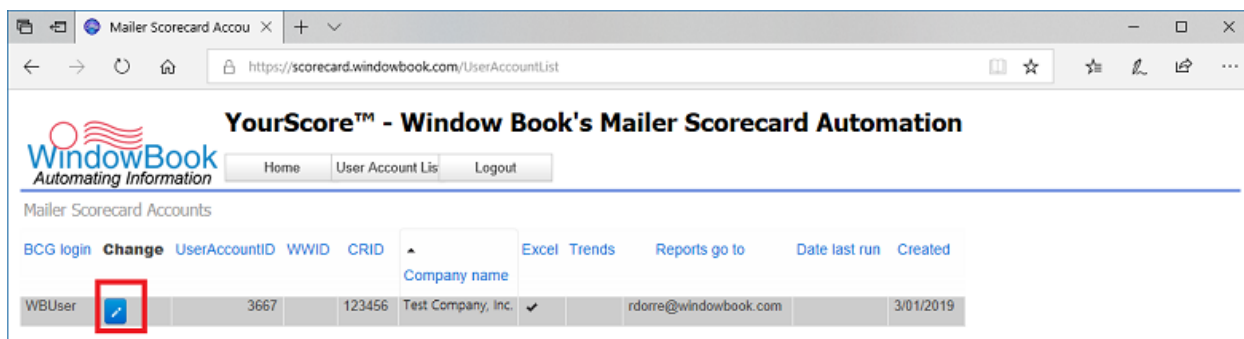 Mailer Scorecard Accou
https://scorecard.windowbook.com/UserAccountList
YourScore™ - Window Book's Mailer Scorecard Automation
WindowBook
Automating Information
Home User Account Lis Logout
Mailer Scorecard Accounts
BCG login Change UserAccountID WWID CRID Company name Excel Trends Reports go to Date last run Created
WBUser 3667 123456 Test Company, Inc. rdorre@windowbook.com 3/01/2019